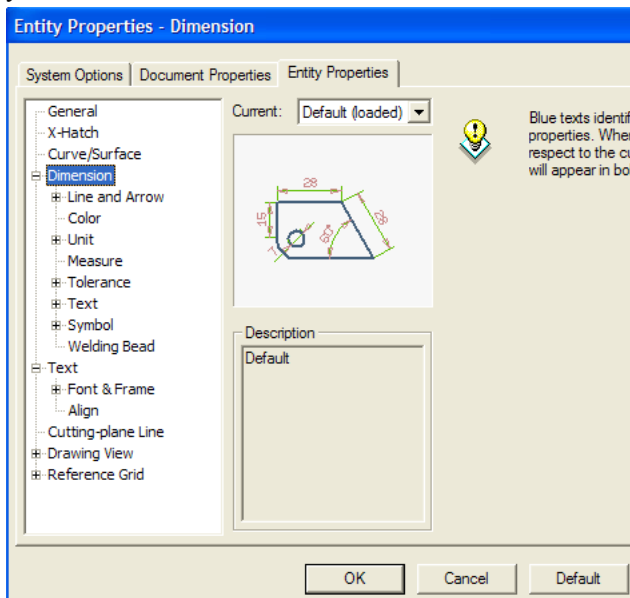 Entity Properties - Dimension
System Options
Document Properties
Entity Properties
General
X-Hatch
Curve/Surface
Dimension
Line and Arrow
Color
Unit
Measure
Tolerance
Text
Symbol
Welding Bead
Text
Font & Frame
Align
Cutting-plane Line
Drawing View
Reference Grid
Current:
Default (loaded)
28
15
28
60°
7
Description
Default
Blue texts identif
properties. When
respect to the cu
will appear in bo
OK
Cancel
Default